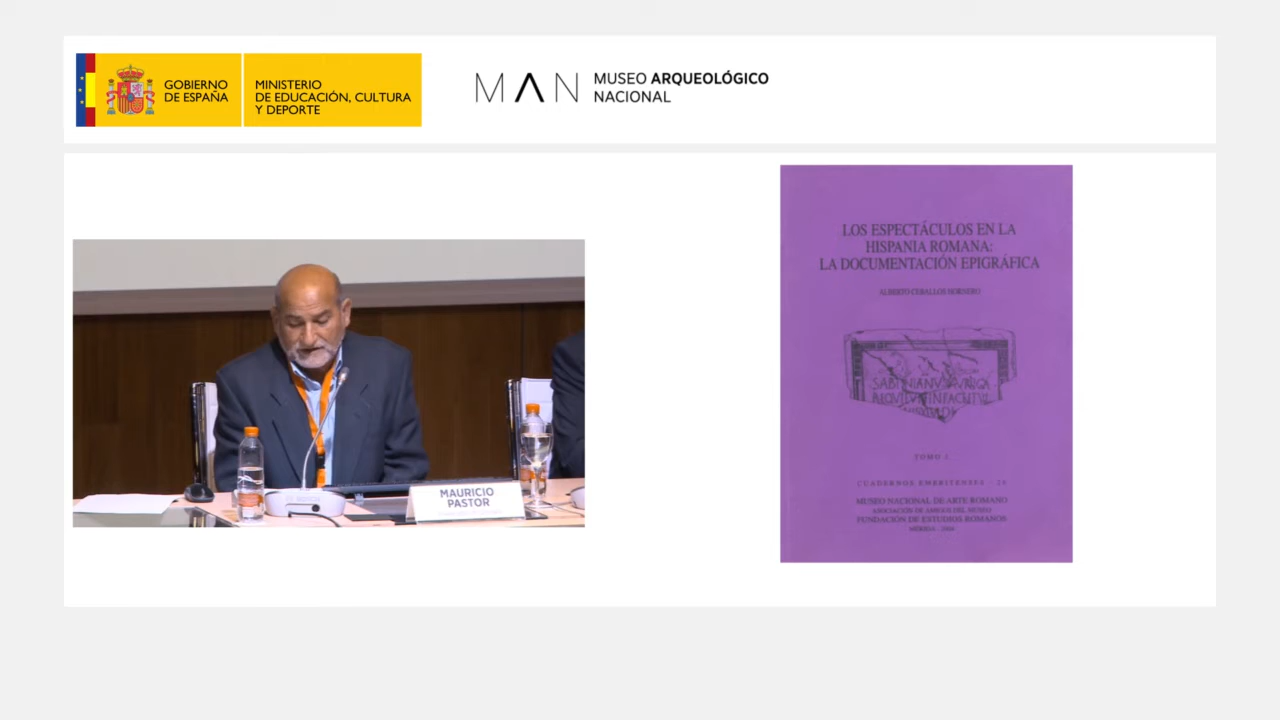 GOBIERNO
DE ESPAÑA
MINISTERIO
DE EDUCACIÓN, CULTURA
Y DEPORTE
MAN
MUSEO ARQUEOLÓGICO
NACIONAL
MAURICIO
PASTOR
LOS ESPECTÁCULOS EN LA
HISPANIA ROMANA:
LA DOCUMENTACIÓN EPIGRÁFICA
ALBERTO CEBALLOS HORNERO
TOMO I
CUADERNOS EMERITENSES - 26
MUSEO NACIONAL DE ARTE ROMANO
ASOCIACIÓN DE AMIGOS DEL MUSEO
FUNDACIÓN DE ESTUDIOS ROMANOS